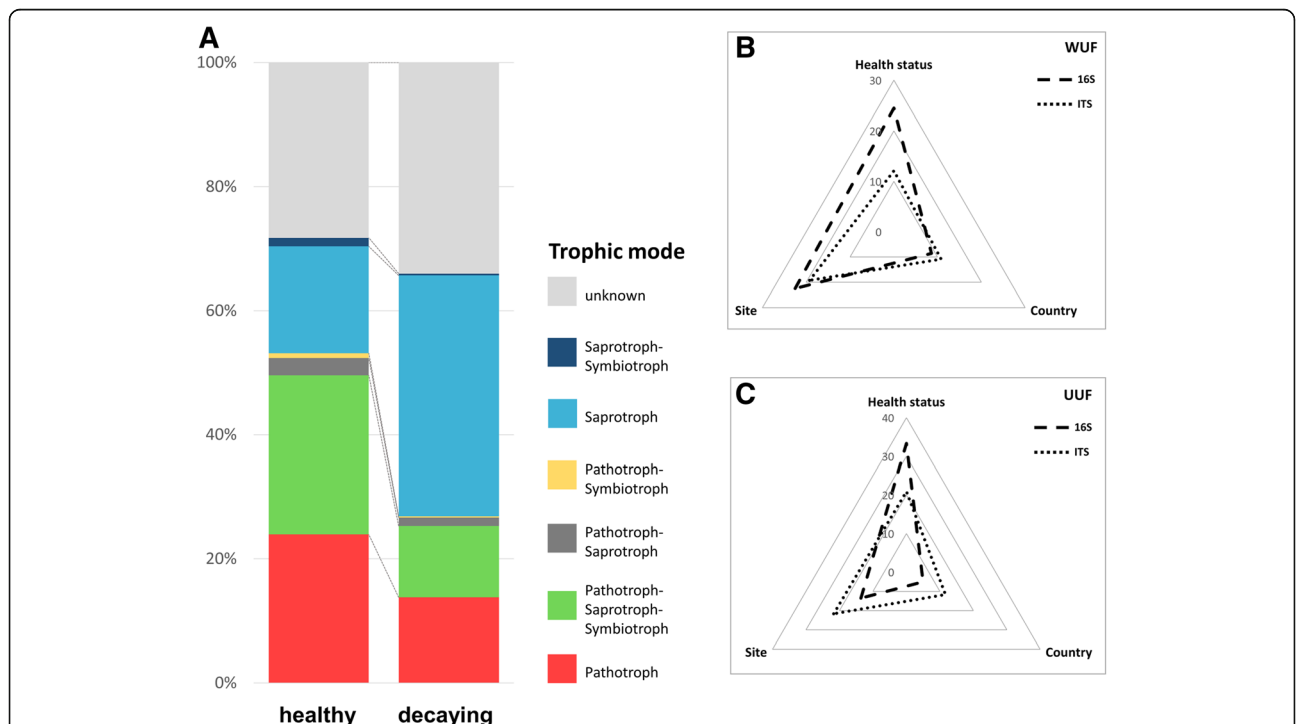 A
100%
80%
60%
40%
20%
0%
healthy
decaying
Trophic mode
unknown
Saprotroph-
Symbiotroph
Saprotroph
Pathotroph-
Symbiotroph
Pathotroph-
Saprotroph
Pathotroph-
Saprotroph-
Symbiotroph
Pathotroph
B
WUF
Health status
16S
ITS
30
20
10
0
Site
Country
C
UUF
Health status
16S
ITS
40
30
20
10
0
Site
Country